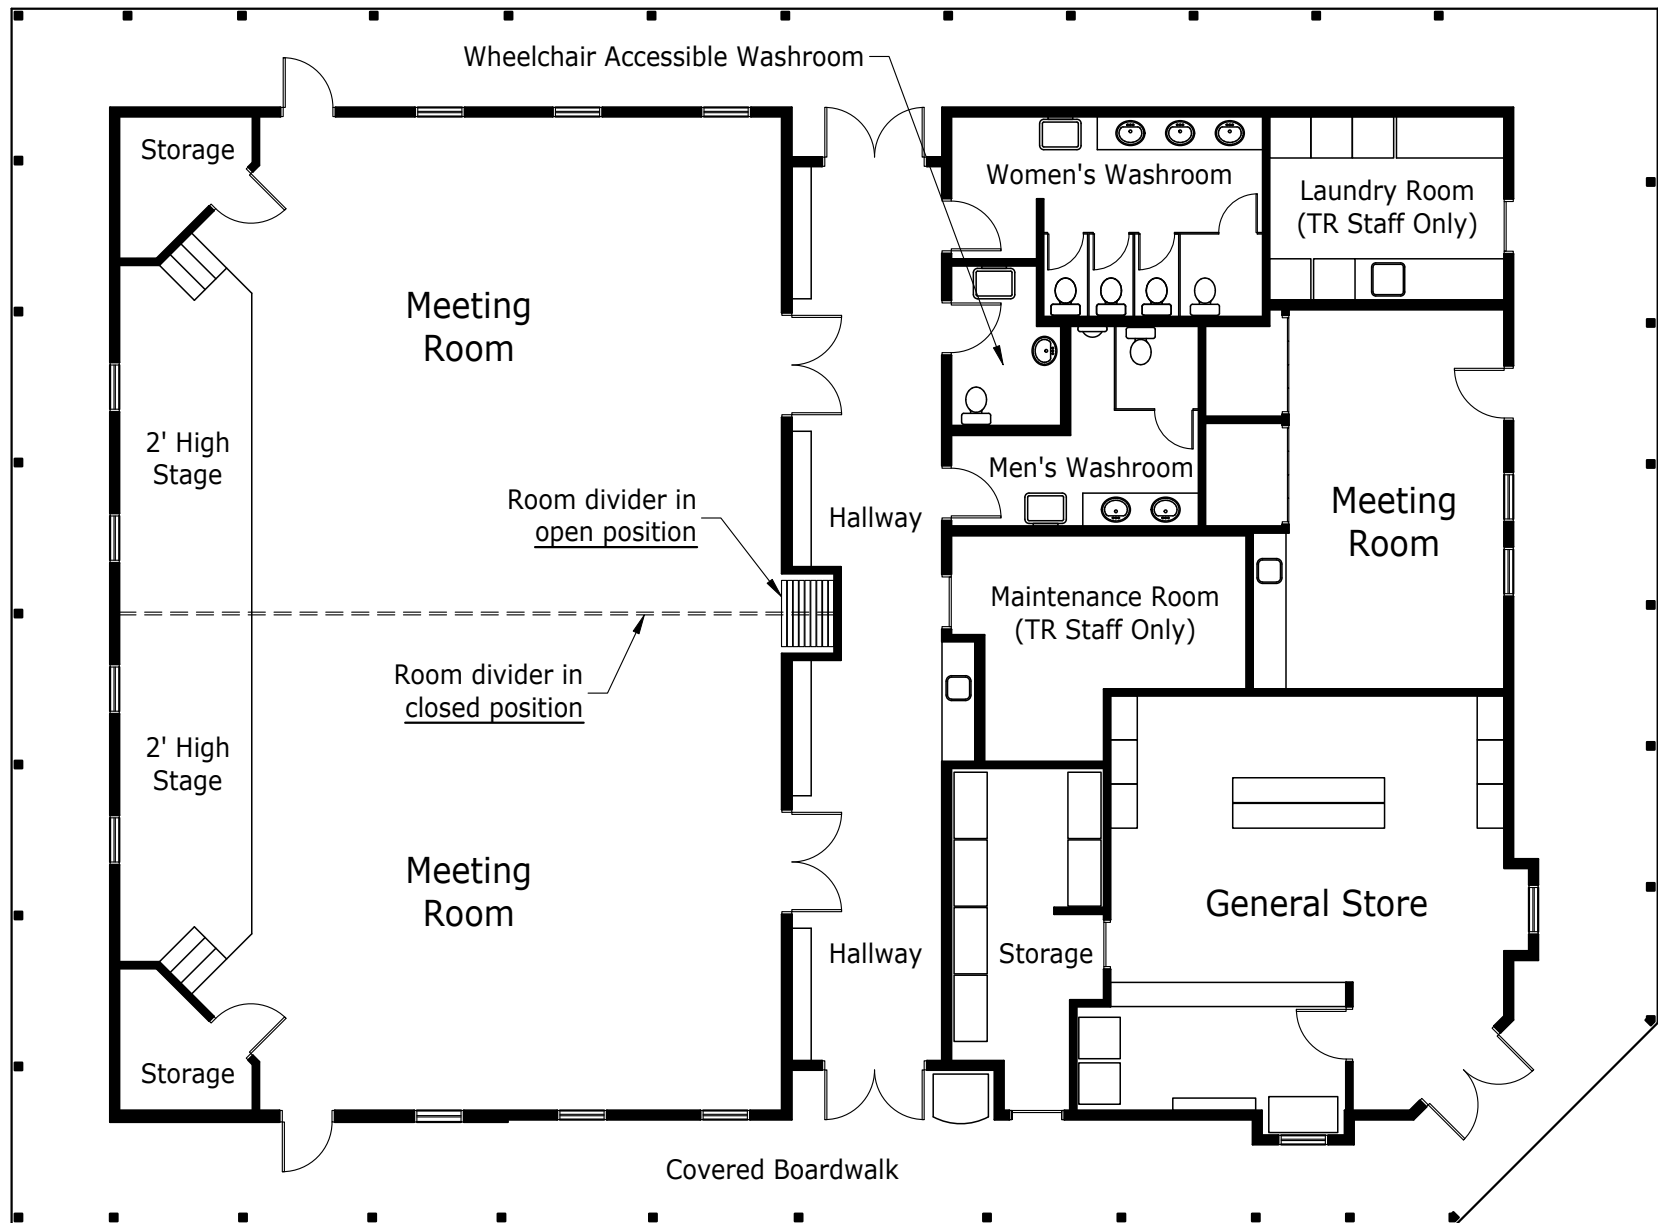 Wheelchair Accessible Washroom
Storage
Women's Washroom
Laundry Room
(TR Staff Only)
Meeting
Room
2' High
Stage
Men's Washroom
Room divider in
open position
Hallway
Meeting
Room
Maintenance Room
(TR Staff Only)
Room divider in
closed position
2' High
Stage
Meeting
Room
General Store
Hallway
Storage
Storage
Covered Boardwalk